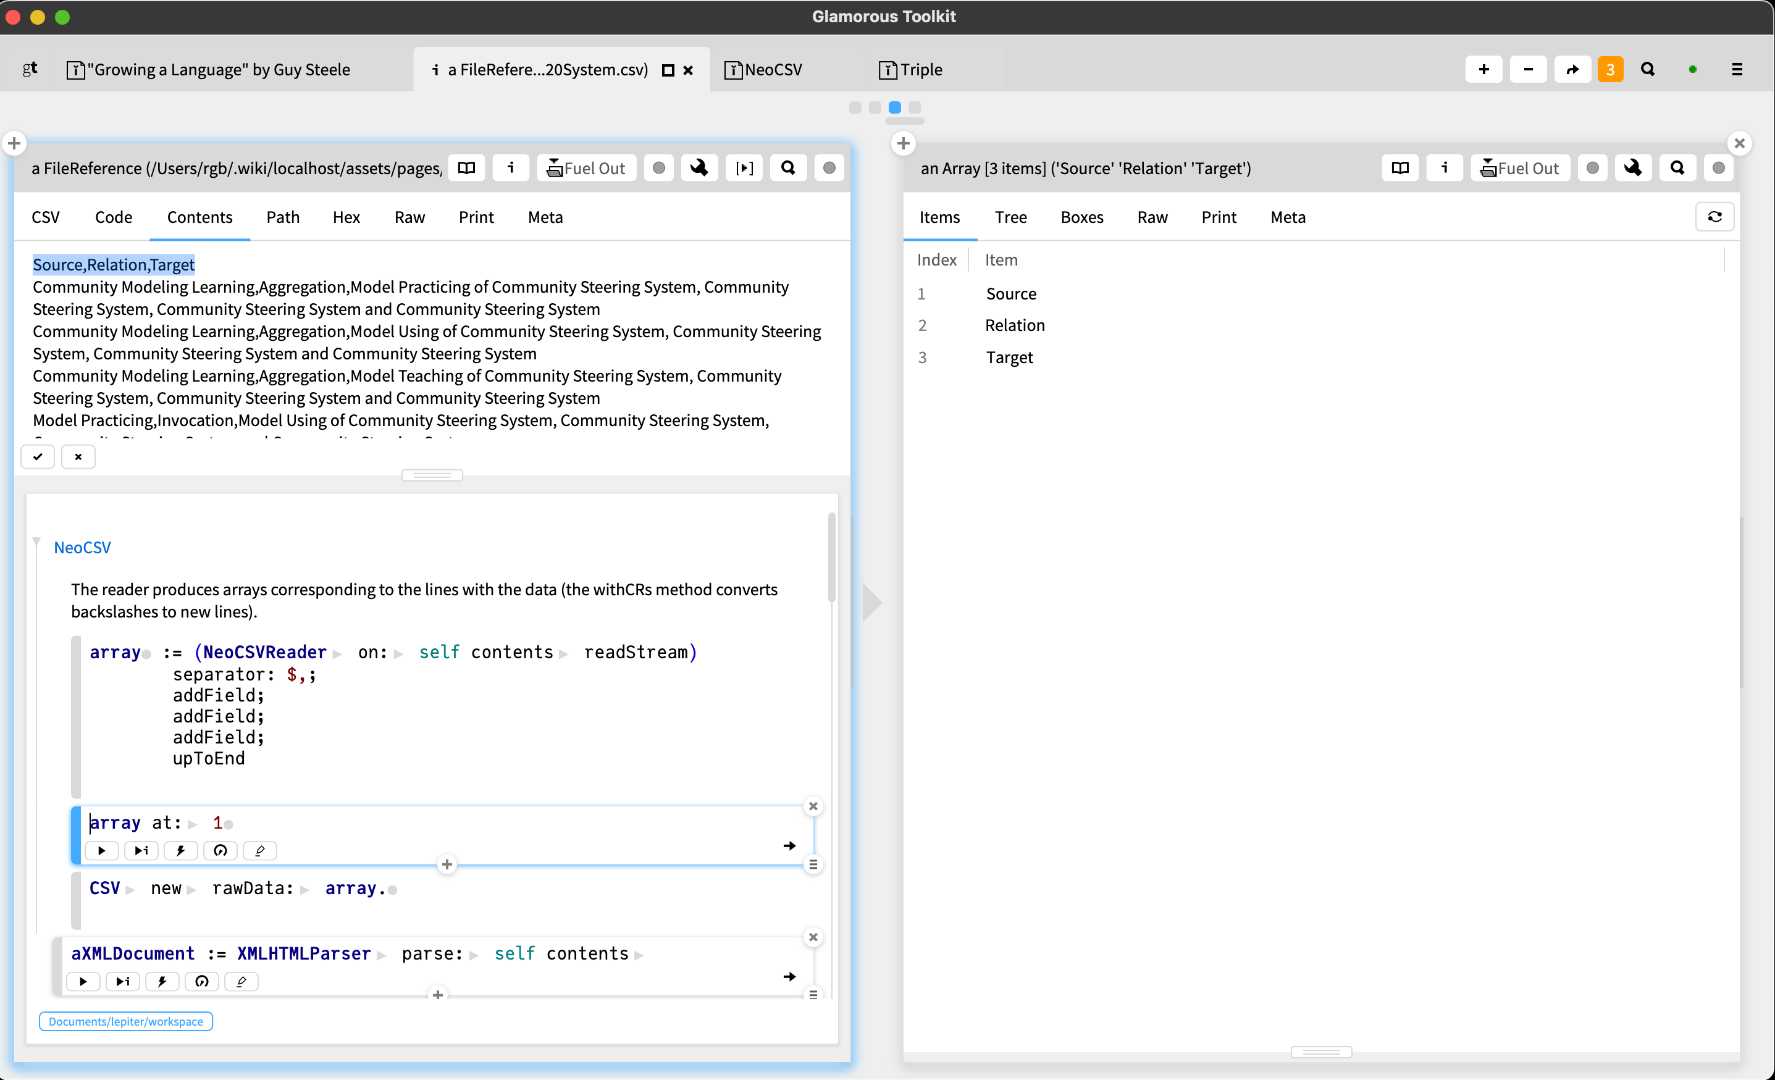 Glamorous Toolkit
gt
"Growing a Language" by Guy Steele
i a FileRefere...20System.csv)
NeoCSV
Triple
3
a FileReference (/Users/rgb/.wiki/localhost/assets/pages,
i
Fuel Out
CSV Code Contents Path Hex Raw Print Meta
Source,Relation,Target
Community Modeling Learning,Aggregation,Model Practicing of Community Steering System, Community
Steering System, Community Steering System and Community Steering System
Community Modeling Learning,Aggregation,Model Using of Community Steering System, Community Steering
System, Community Steering System and Community Steering System
Community Modeling Learning,Aggregation,Model Teaching of Community Steering System, Community
Steering System, Community Steering System and Community Steering System
Model Practicing,Invocation,Model Using of Community Steering System, Community Steering System,
NeoCSV
The reader produces arrays corresponding to the lines with the data (the withCRs method converts
backslashes to new lines).
array := (NeoCSVReader on: self contents readStream)
separator: $,;
addField;
addField;
addField;
upToEnd
array at: 1
i
CSV new rawData: array.
aXMLDocument := XMLHTMLParser parse: self contents
i
Documents/lepiter/workspace
an Array [3 items] ('Source' 'Relation' 'Target')
i
Fuel Out
Items Tree Boxes Raw Print Meta
Index Item
1 Source
2 Relation
3 Target